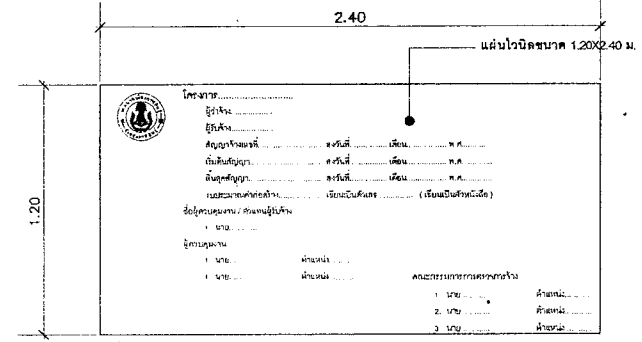 2.40
แผ่นไวนิลขนาด 1.20X2.40 ม.
1.20
โครงการ..........................
ผู้ว่าจ้าง................
ผู้รับจ้าง................
สัญญาจ้างเลขที่....................ลงวันที่.............เดือน..............พ.ศ..........
เริ่มต้นสัญญา....................ลงวันที่.............เดือน..............พ.ศ..........
สิ้นสุดสัญญา....................ลงวันที่.............เดือน..............พ.ศ..........
งบประมาณค่าก่อสร้าง..............เขียนเป็นตัวเลข ............ ( เขียนเป็นตัวหนังสือ )
ชื่อผู้ควบคุมงาน / ตัวแทนผู้รับจ้าง
1 นาย..........
ผู้ควบคุมงาน
1 นาย.......... ตำแหน่ง..........
1 นาย.......... ตำแหน่ง..........
คณะกรรมการการตรวจการจ้าง
1 นาย.......... ตำแหน่ง..........
2. นาย.......... ตำแหน่ง..........
3 นาย.......... ตำแหน่ง..........